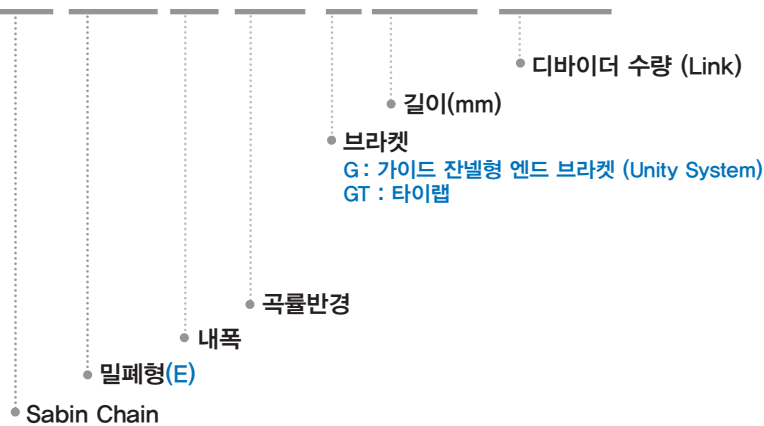 디바이더 수량 (Link)
길이(mm)
브라켓
G : 가이드 잔넬형 엔드 브라켓 (Unity System)
GT : 타이랩
곡률반경
내폭
밀폐형(E)
Sabin Chain